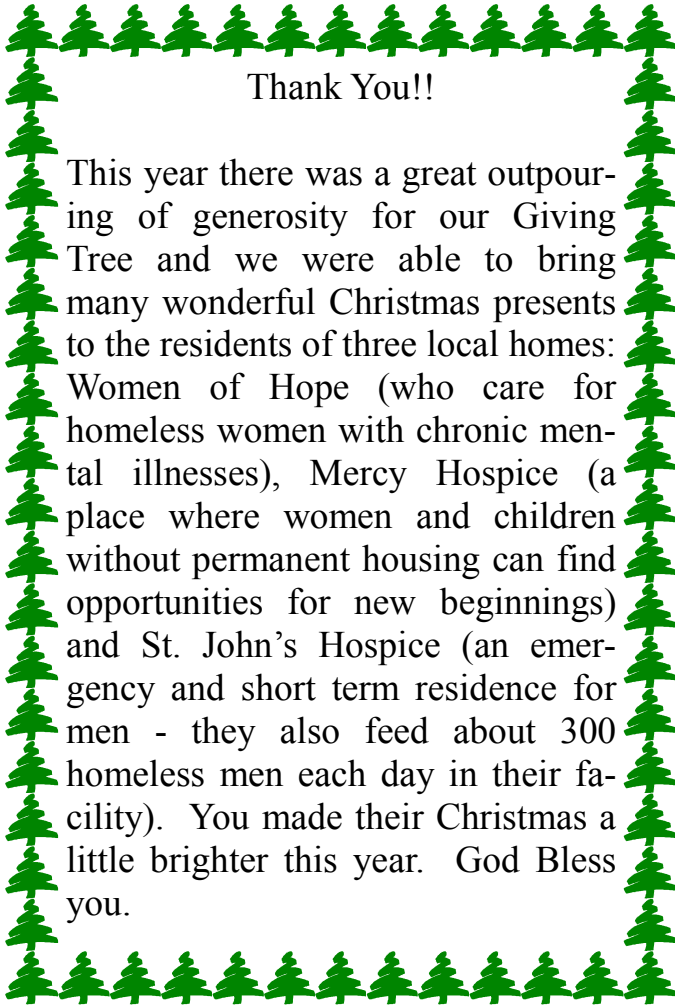 Thank You!!
This year there was a great outpour-
ing of generosity for our Giving
Tree and we were able to bring
many wonderful Christmas presents
to the residents of three local homes:
Women of Hope (who care for
homeless women with chronic men-
tal illnesses), Mercy Hospice (a
place where women and children
without permanent housing can find
opportunities for new beginnings)
and St. John’s Hospice (an emer-
gency and short term residence for
men - they also feed about 300
homeless men each day in their fa-
cility).  You made their Christmas a
little brighter this year.  God Bless
you.